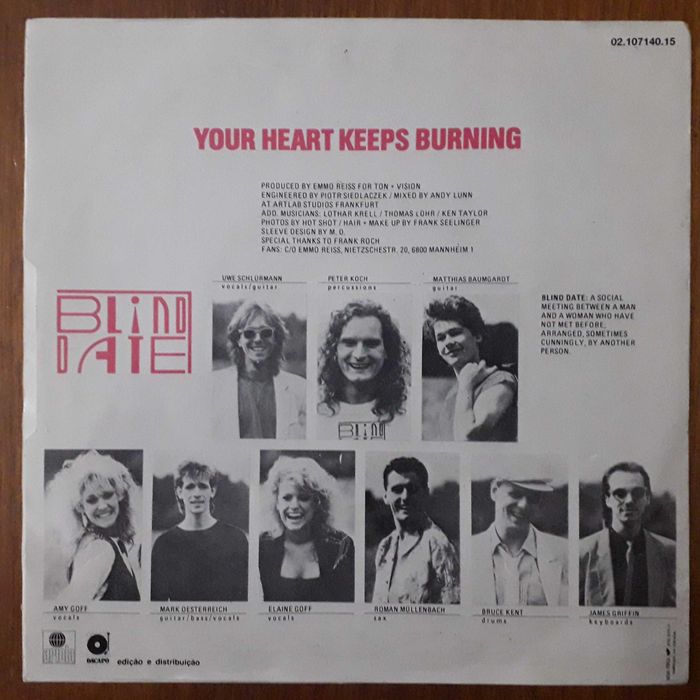 02.107140.15
YOUR HEART KEEPS BURNING
PRODUCED BY EMMO REISS FOR TON + VISION
ENGINEERED BY PIOTR SIEDLACZEK / MIXED BY ANDY LUNN
AT ARTLAB STUDIOS FRANKFURT
ADD. MUSICIANS: LOTHAR KRELL / THOMAS LOHR / KEN TAYLOR
PHOTOS BY HOT SHOT / HAIR + MAKE UP BY FRANK SEELINGER
SLEEVE DESIGN BY M. O.
SPECIAL THANKS TO FRANK ROCH
FANS: C/O EMMO REISS, NIETZSCHESTR. 20, 6800 MANNHEIM 1
UWE SCHLÜRMANN
vocals/guitar
PETER KOCH
percussions
MATTHIAS BAUMGARDT
guitar
BLIND
DATE
BLIND DATE: A SOCIAL
MEETING BETWEEN A MAN
AND A WOMAN WHO HAVE
NOT MET BEFORE,
ARRANGED, SOMETIMES
CUNNINGLY, BY ANOTHER
PERSON.
BLIND
DATE
AMY GOFF
vocals
MARK OESTERREICH
guitar/bass/vocals
ELAINE GOFF
vocals
ROMAN MÜLLENBACH
sax
BRUCE KENT
drums
JAMES GRIFFIN
keyboards
ariola
DACAPO
edição e distribuição